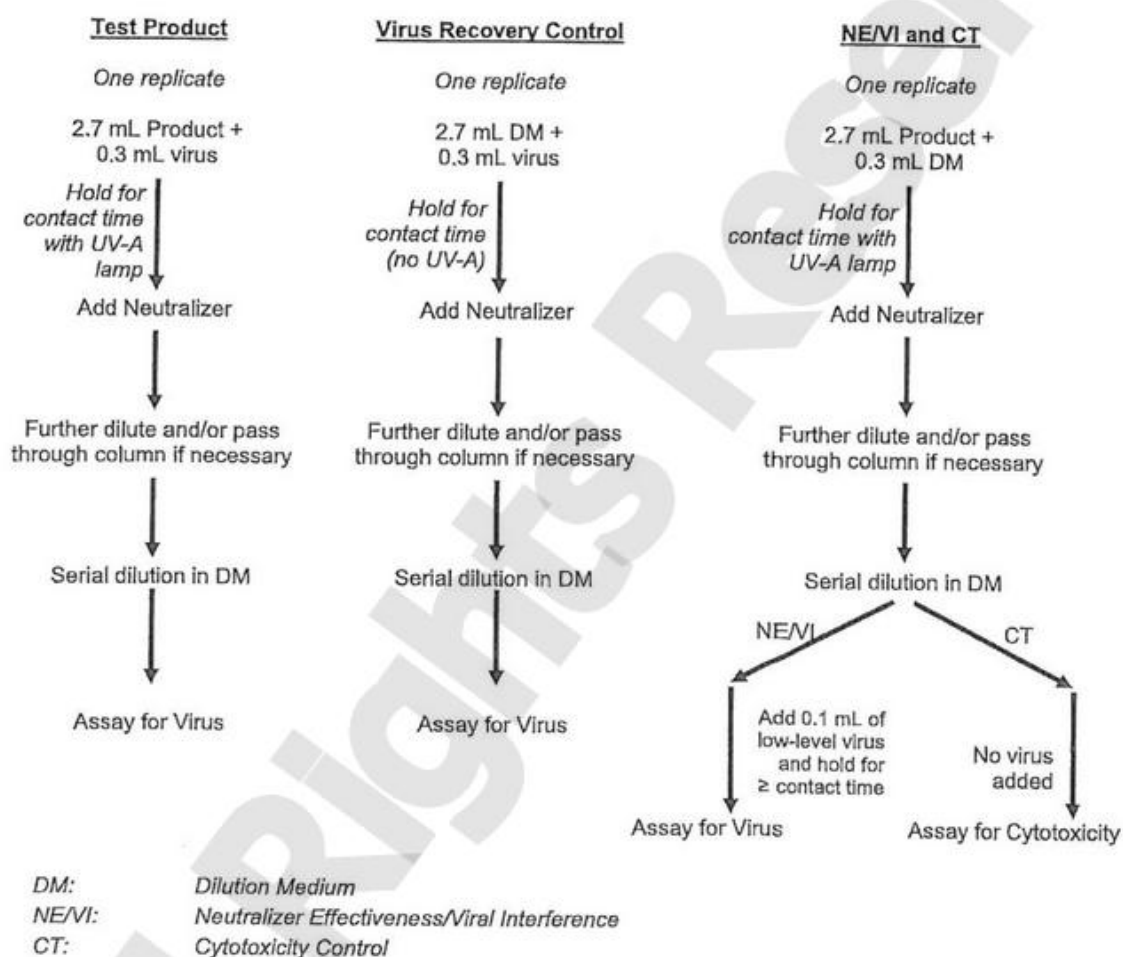 Test Product
One replicate
2.7 mL Product +
0.3 mL virus
Hold for
contact time
with UV-A
lamp
Add Neutralizer
Further dilute and/or pass
through column if necessary
Serial dilution in DM
Assay for Virus
Virus Recovery Control
One replicate
2.7 mL DM +
0.3 mL virus
Hold for
contact time
(no UV-A)
Add Neutralizer
Further dilute and/or pass
through column if necessary
Serial dilution in DM
Assay for Virus
NE/VI and CT
One replicate
2.7 mL Product +
0.3 mL DM
Hold for
contact time with
UV-A lamp
Add Neutralizer
Further dilute and/or pass
through column if necessary
Serial dilution in DM
NE/VI
CT
Add 0.1 mL of
low-level virus
and hold for
≥ contact time
No virus
added
Assay for Virus
Assay for Cytotoxicity
DM: Dilution Medium
NE/VI: Neutralizer Effectiveness/Viral Interference
CT: Cytotoxicity Control
Rights